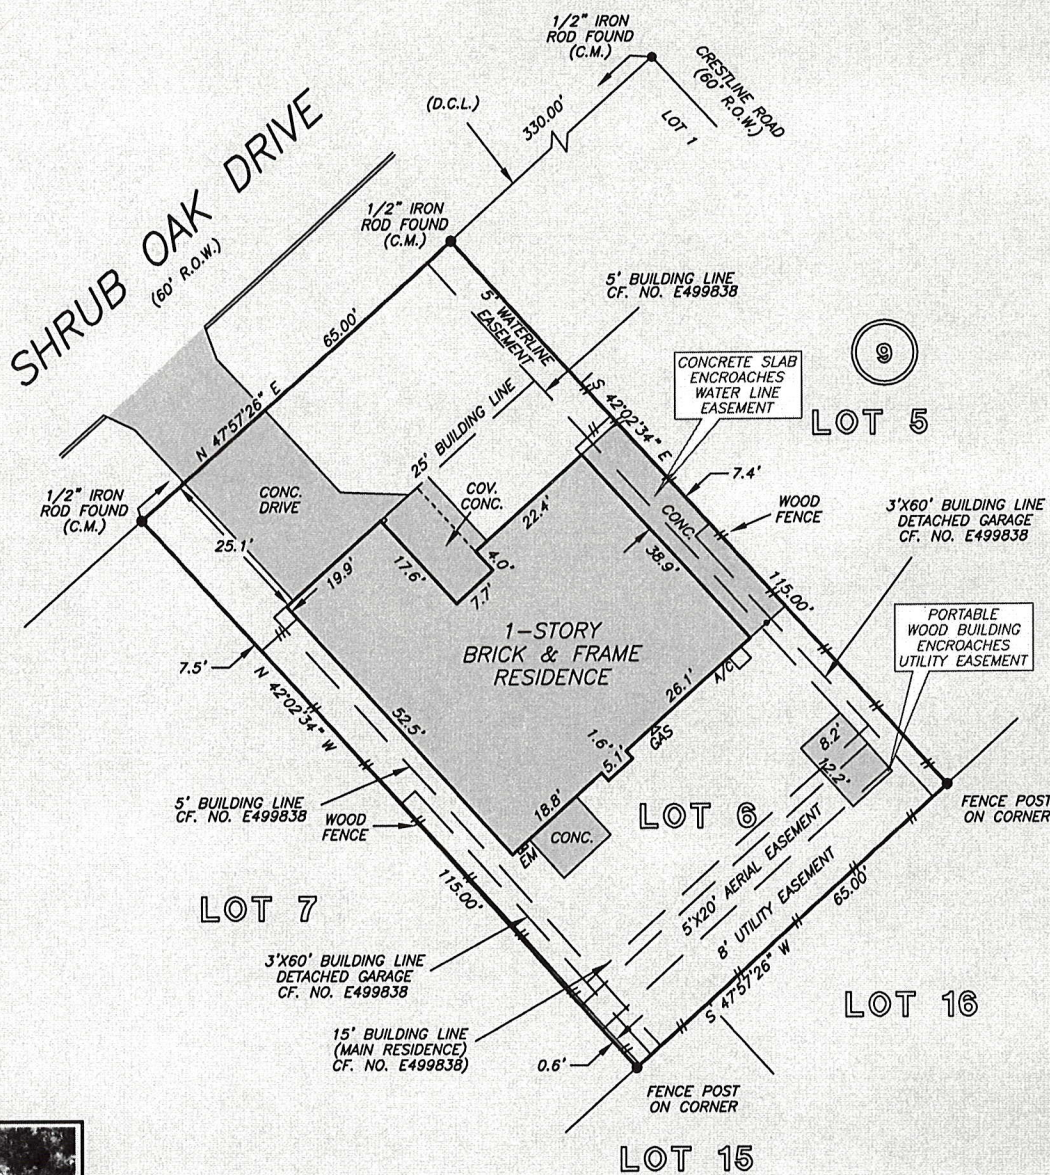 1/2" IRON
ROD FOUND
(C.M.)
CRESTLINE ROAD
(60' R.O.W.)
LOT 1
(D.C.L.)
330.00'
SHRUB OAK DRIVE
(60' R.O.W.)
1/2" IRON
ROD FOUND
(C.M.)
65.00'
N 47°57'26" E
5' WATERLINE
EASEMENT
5' BUILDING LINE
CF. NO. E499838
9
LOT 5
CONCRETE SLAB
ENCROACHES
WATER LINE
EASEMENT
S 42°02'34" E
25' BUILDING LINE
7.4'
WOOD
FENCE
3'X60' BUILDING LINE
DETACHED GARAGE
CF. NO. E499838
1/2" IRON
ROD FOUND
(C.M.)
CONC.
DRIVE
COV.
CONC.
22.4'
CONC.
38.9'
25.1'
19.9'
17.6'
4.0'
7.7'
115.00'
PORTABLE
WOOD BUILDING
ENCROACHES
UTILITY EASEMENT
1-STORY
BRICK & FRAME
RESIDENCE
7.5'
N 42°02'34" W
52.5'
A/C
26.1'
GAS
1.6'
5.1'
18.8'
8.2'
12.2'
5' BUILDING LINE
CF. NO. E499838
WOOD
FENCE
EM
CONC.
LOT 6
FENCE POST
ON CORNER
5'X20' AERIAL EASEMENT
8' UTILITY EASEMENT
65.00'
S 47°57'26" W
LOT 7
115.00'
3'X60' BUILDING LINE
DETACHED GARAGE
CF. NO. E499838
LOT 16
15' BUILDING LINE
(MAIN RESIDENCE)
CF. NO. E499838)
0.6'
FENCE POST
ON CORNER
LOT 15